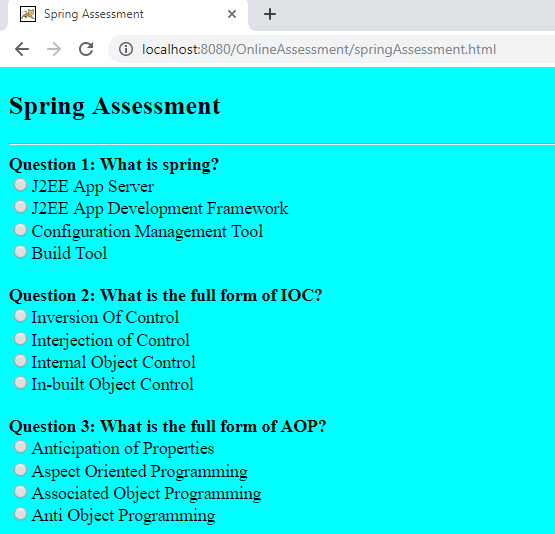 Spring Assessment
localhost:8080/OnlineAssessment/springAssessment.html
Spring Assessment
Question 1: What is spring?
J2EE App Server
J2EE App Development Framework
Configuration Management Tool
Build Tool
Question 2: What is the full form of IOC?
Inversion Of Control
Interjection of Control
Internal Object Control
In-built Object Control
Question 3: What is the full form of AOP?
Anticipation of Properties
Aspect Oriented Programming
Associated Object Programming
Anti Object Programming